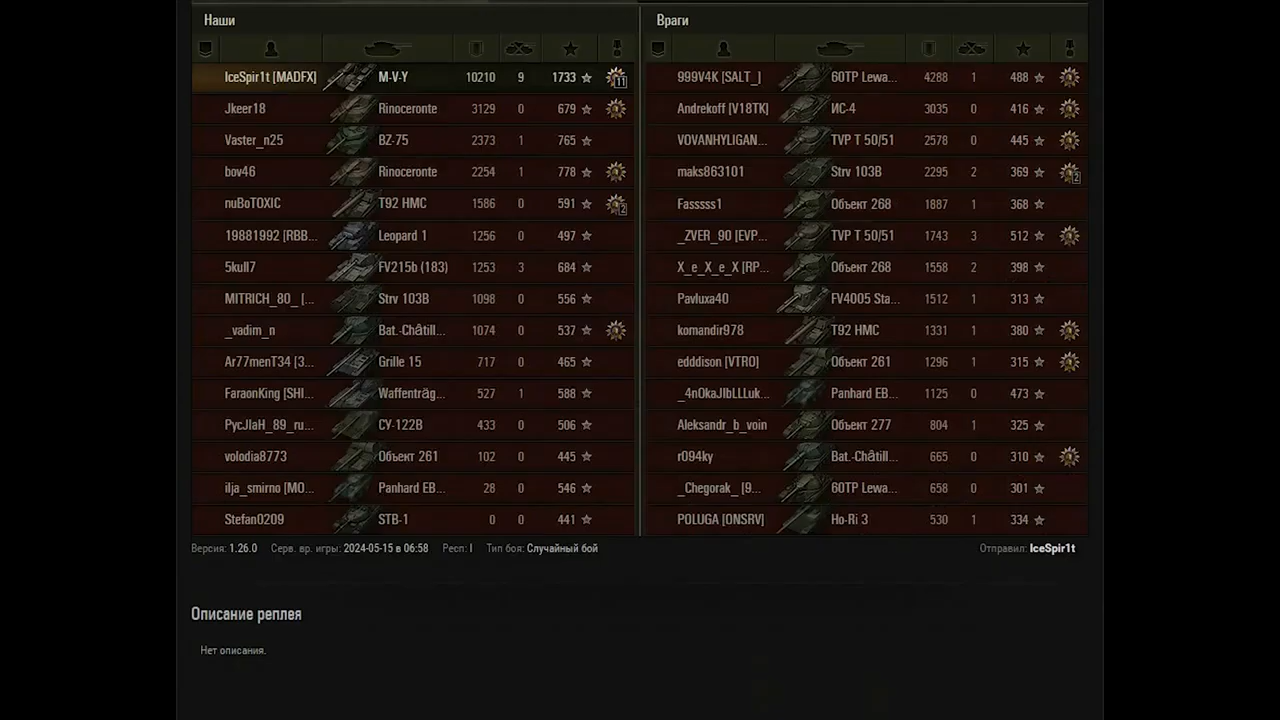 Наши Враги
IceSpir1t [MADFX] M-V-Y 10210 9 1733 11 999V4K [SALT_] 60TP Lewa... 4288 1 488
Jkeer18 Rinoceronte 3129 0 679 Andrekoff [V18TK] ИС-4 3035 0 416
Vaster_n25 BZ-75 2373 1 765 VOVANHYLIGAN... TVP T 50/51 2578 0 445
bov46 Rinoceronte 2254 1 778 maks863101 Strv 103B 2295 2 369 2
nuBoTOXIC T92 HMC 1586 0 591 2 Fasssss1 Объект 268 1887 1 368
19881992 [RBB... Leopard 1 1256 0 497 _ZVER_90 [EVP... TVP T 50/51 1743 3 512
5kull7 FV215b (183) 1253 3 684 X_e_X_e_X [RP... Объект 268 1558 2 398
MITRICH_80_ [... Strv 103B 1098 0 556 Pavluxa40 FV4005 Sta... 1512 1 313
_vadim_n Bat.-Châtill... 1074 0 537 komandir978 T92 HMC 1331 1 380
Ar77menT34 [3... Grille 15 717 0 465 edddison [VTRO] Объект 261 1296 1 315
FaraonKing [SHI... Waffenträg... 527 1 588 _4n0kaJIbLLLuk... Panhard EB... 1125 0 473
PycJIaH_89_ru... СУ-122В 433 0 506 Aleksandr_b_voin Объект 277 804 1 325
volodia8773 Объект 261 102 0 445 r094ky Bat.-Châtill... 665 0 310
ilja_smirno [MO... Panhard EB... 28 0 546 _Chegorak_ [9... 60TP Lewa... 658 0 301
Stefan0209 STB-1 0 0 441 POLUGA [ONSRV] Ho-Ri 3 530 1 334
Версия: 1.26.0 Серв. вр. игры: 2024-05-15 в 06:58 Респ: I Тип боя: Случайный бой Отправил: IceSpir1t
Описание реплея
Нет описания.